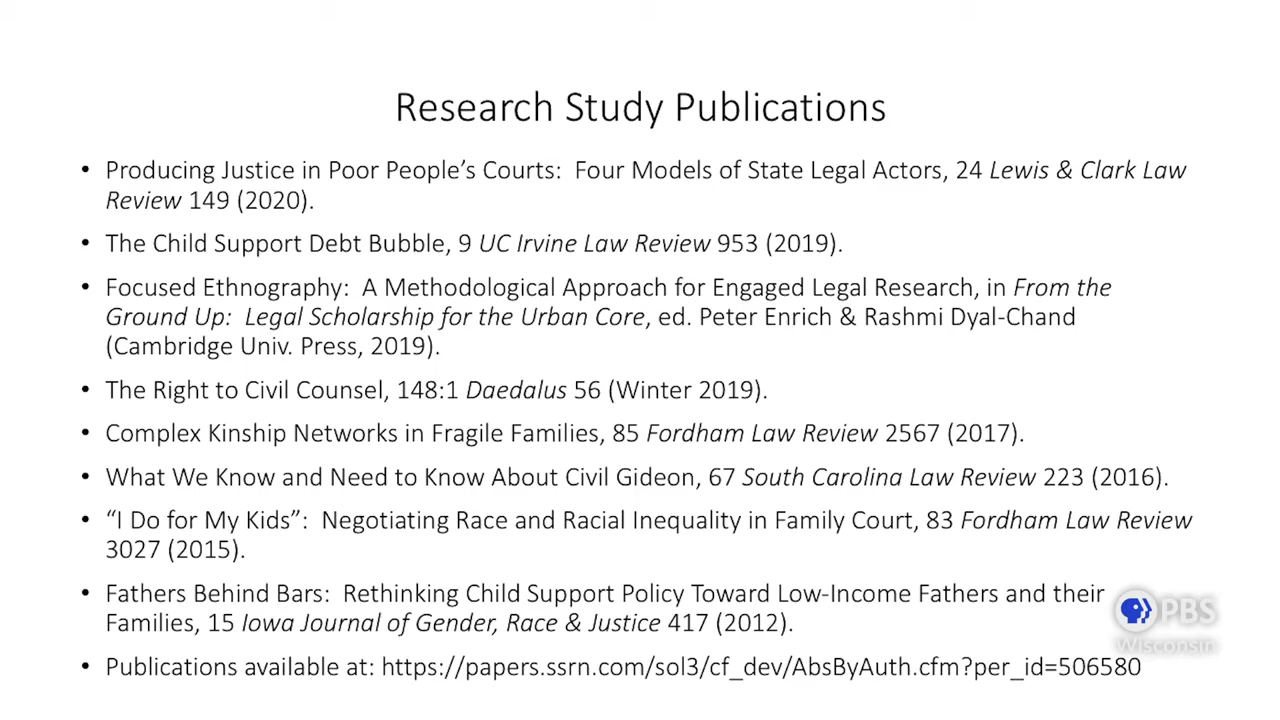 Research Study Publications
• Producing Justice in Poor People’s Courts:  Four Models of State Legal Actors, 24 Lewis & Clark Law
Review 149 (2020).
• The Child Support Debt Bubble, 9 UC Irvine Law Review 953 (2019).
• Focused Ethnography:  A Methodological Approach for Engaged Legal Research, in From the
Ground Up:  Legal Scholarship for the Urban Core, ed. Peter Enrich & Rashmi Dyal-Chand
(Cambridge Univ. Press, 2019).
• The Right to Civil Counsel, 148:1 Daedalus 56 (Winter 2019).
• Complex Kinship Networks in Fragile Families, 85 Fordham Law Review 2567 (2017).
• What We Know and Need to Know About Civil Gideon, 67 South Carolina Law Review 223 (2016).
• “I Do for My Kids”:  Negotiating Race and Racial Inequality in Family Court, 83 Fordham Law Review
3027 (2015).
• Fathers Behind Bars:  Rethinking Child Support Policy Toward Low-Income Fathers and their
Families, 15 Iowa Journal of Gender, Race & Justice 417 (2012).
• Publications available at: https://papers.ssrn.com/sol3/cf_dev/AbsByAuth.cfm?per_id=506580
PBS
Wisconsin